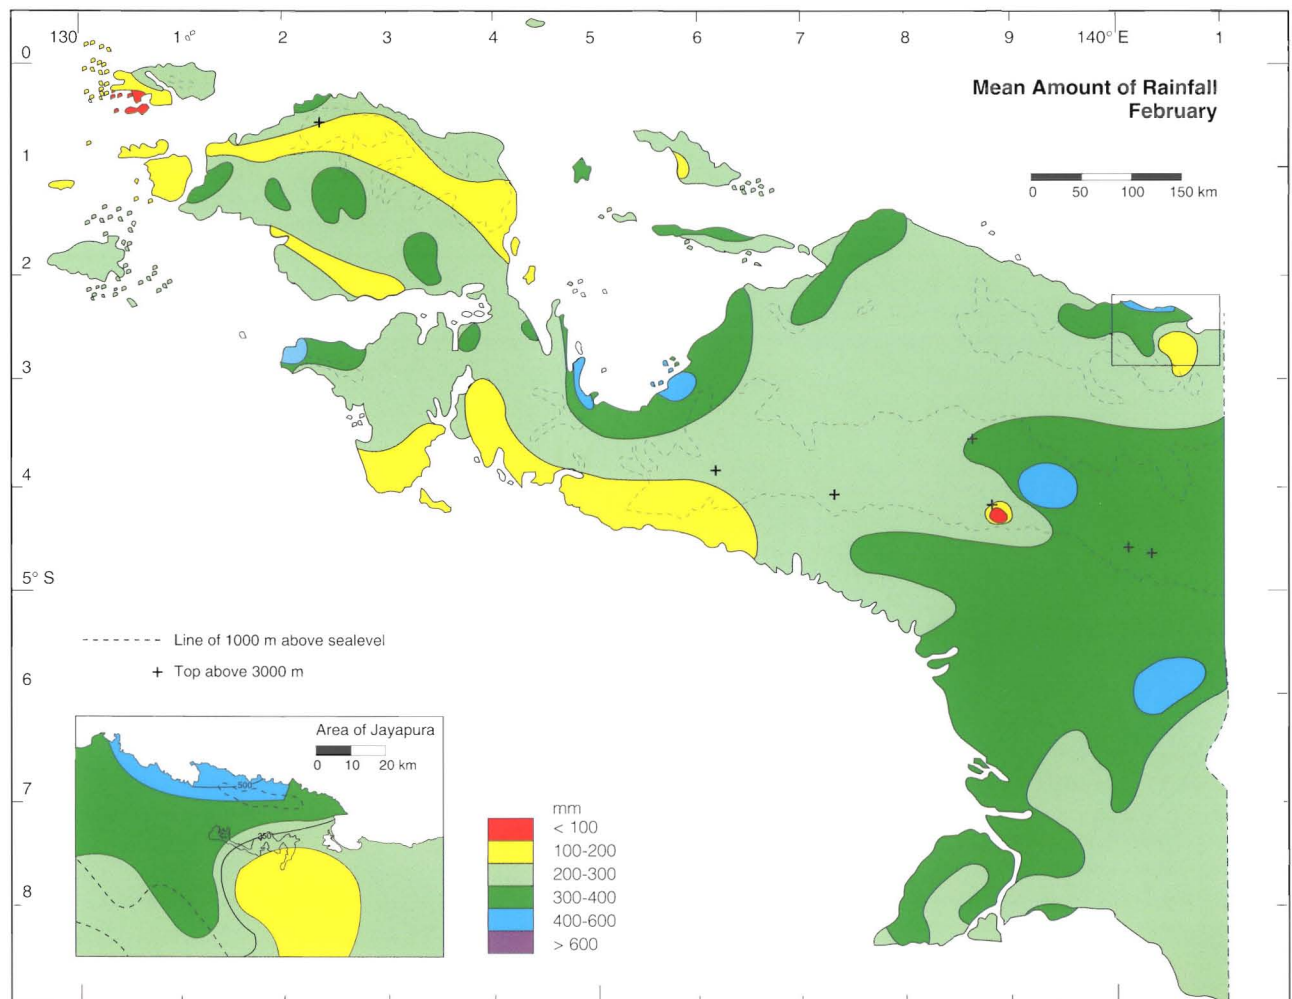 130 1° 2 3 4 5 6 7 8 9 140° E 1
0
Mean Amount of Rainfall
February
1
0 50 100 150 km
2
3
4
5° S
Line of 1000 m above sealevel
Top above 3000 m
6
Area of Jayapura
0 10 20 km
7
500
350
8
mm
< 100
100-200
200-300
300-400
400-600
> 600